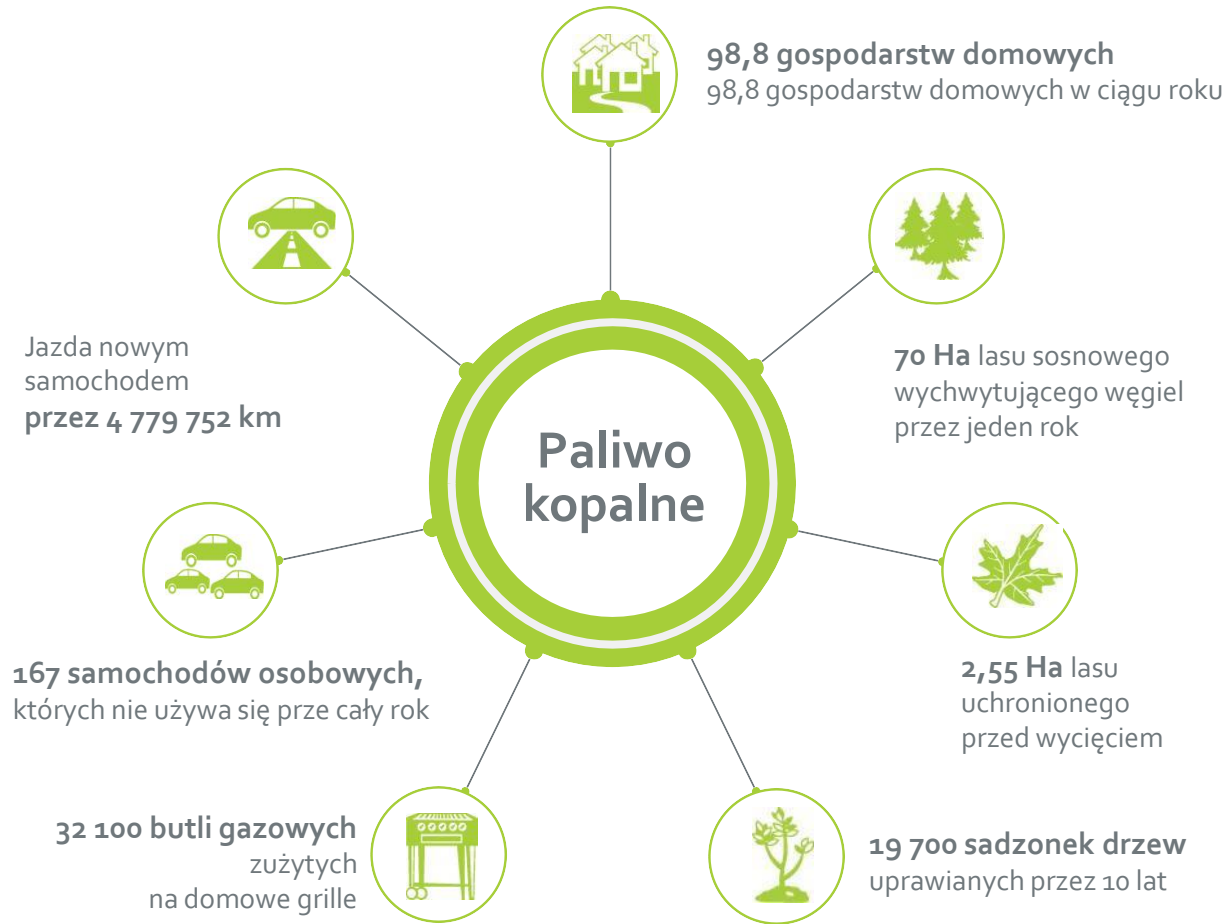 98,8 gospodarstw domowych
98,8 gospodarstw domowych w ciągu roku
Jazda nowym
samochodem
przez 4 779 752 km
70 Ha lasu sosnowego
wychwytującego węgiel
przez jeden rok
Paliwo
kopalne
167 samochodów osobowych,
których nie używa się prze cały rok
2,55 Ha lasu
uchronionego
przed wycięciem
32 100 butli gazowych
zużytych
na domowe grille
19 700 sadzonek drzew
uprawianych przez 10 lat